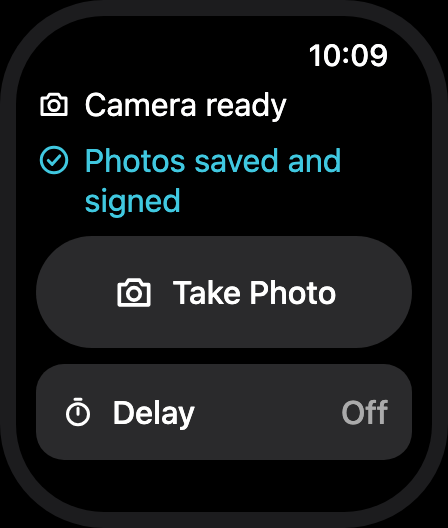 10:09
Camera ready
Photos saved and
signed
Take Photo
Delay Off